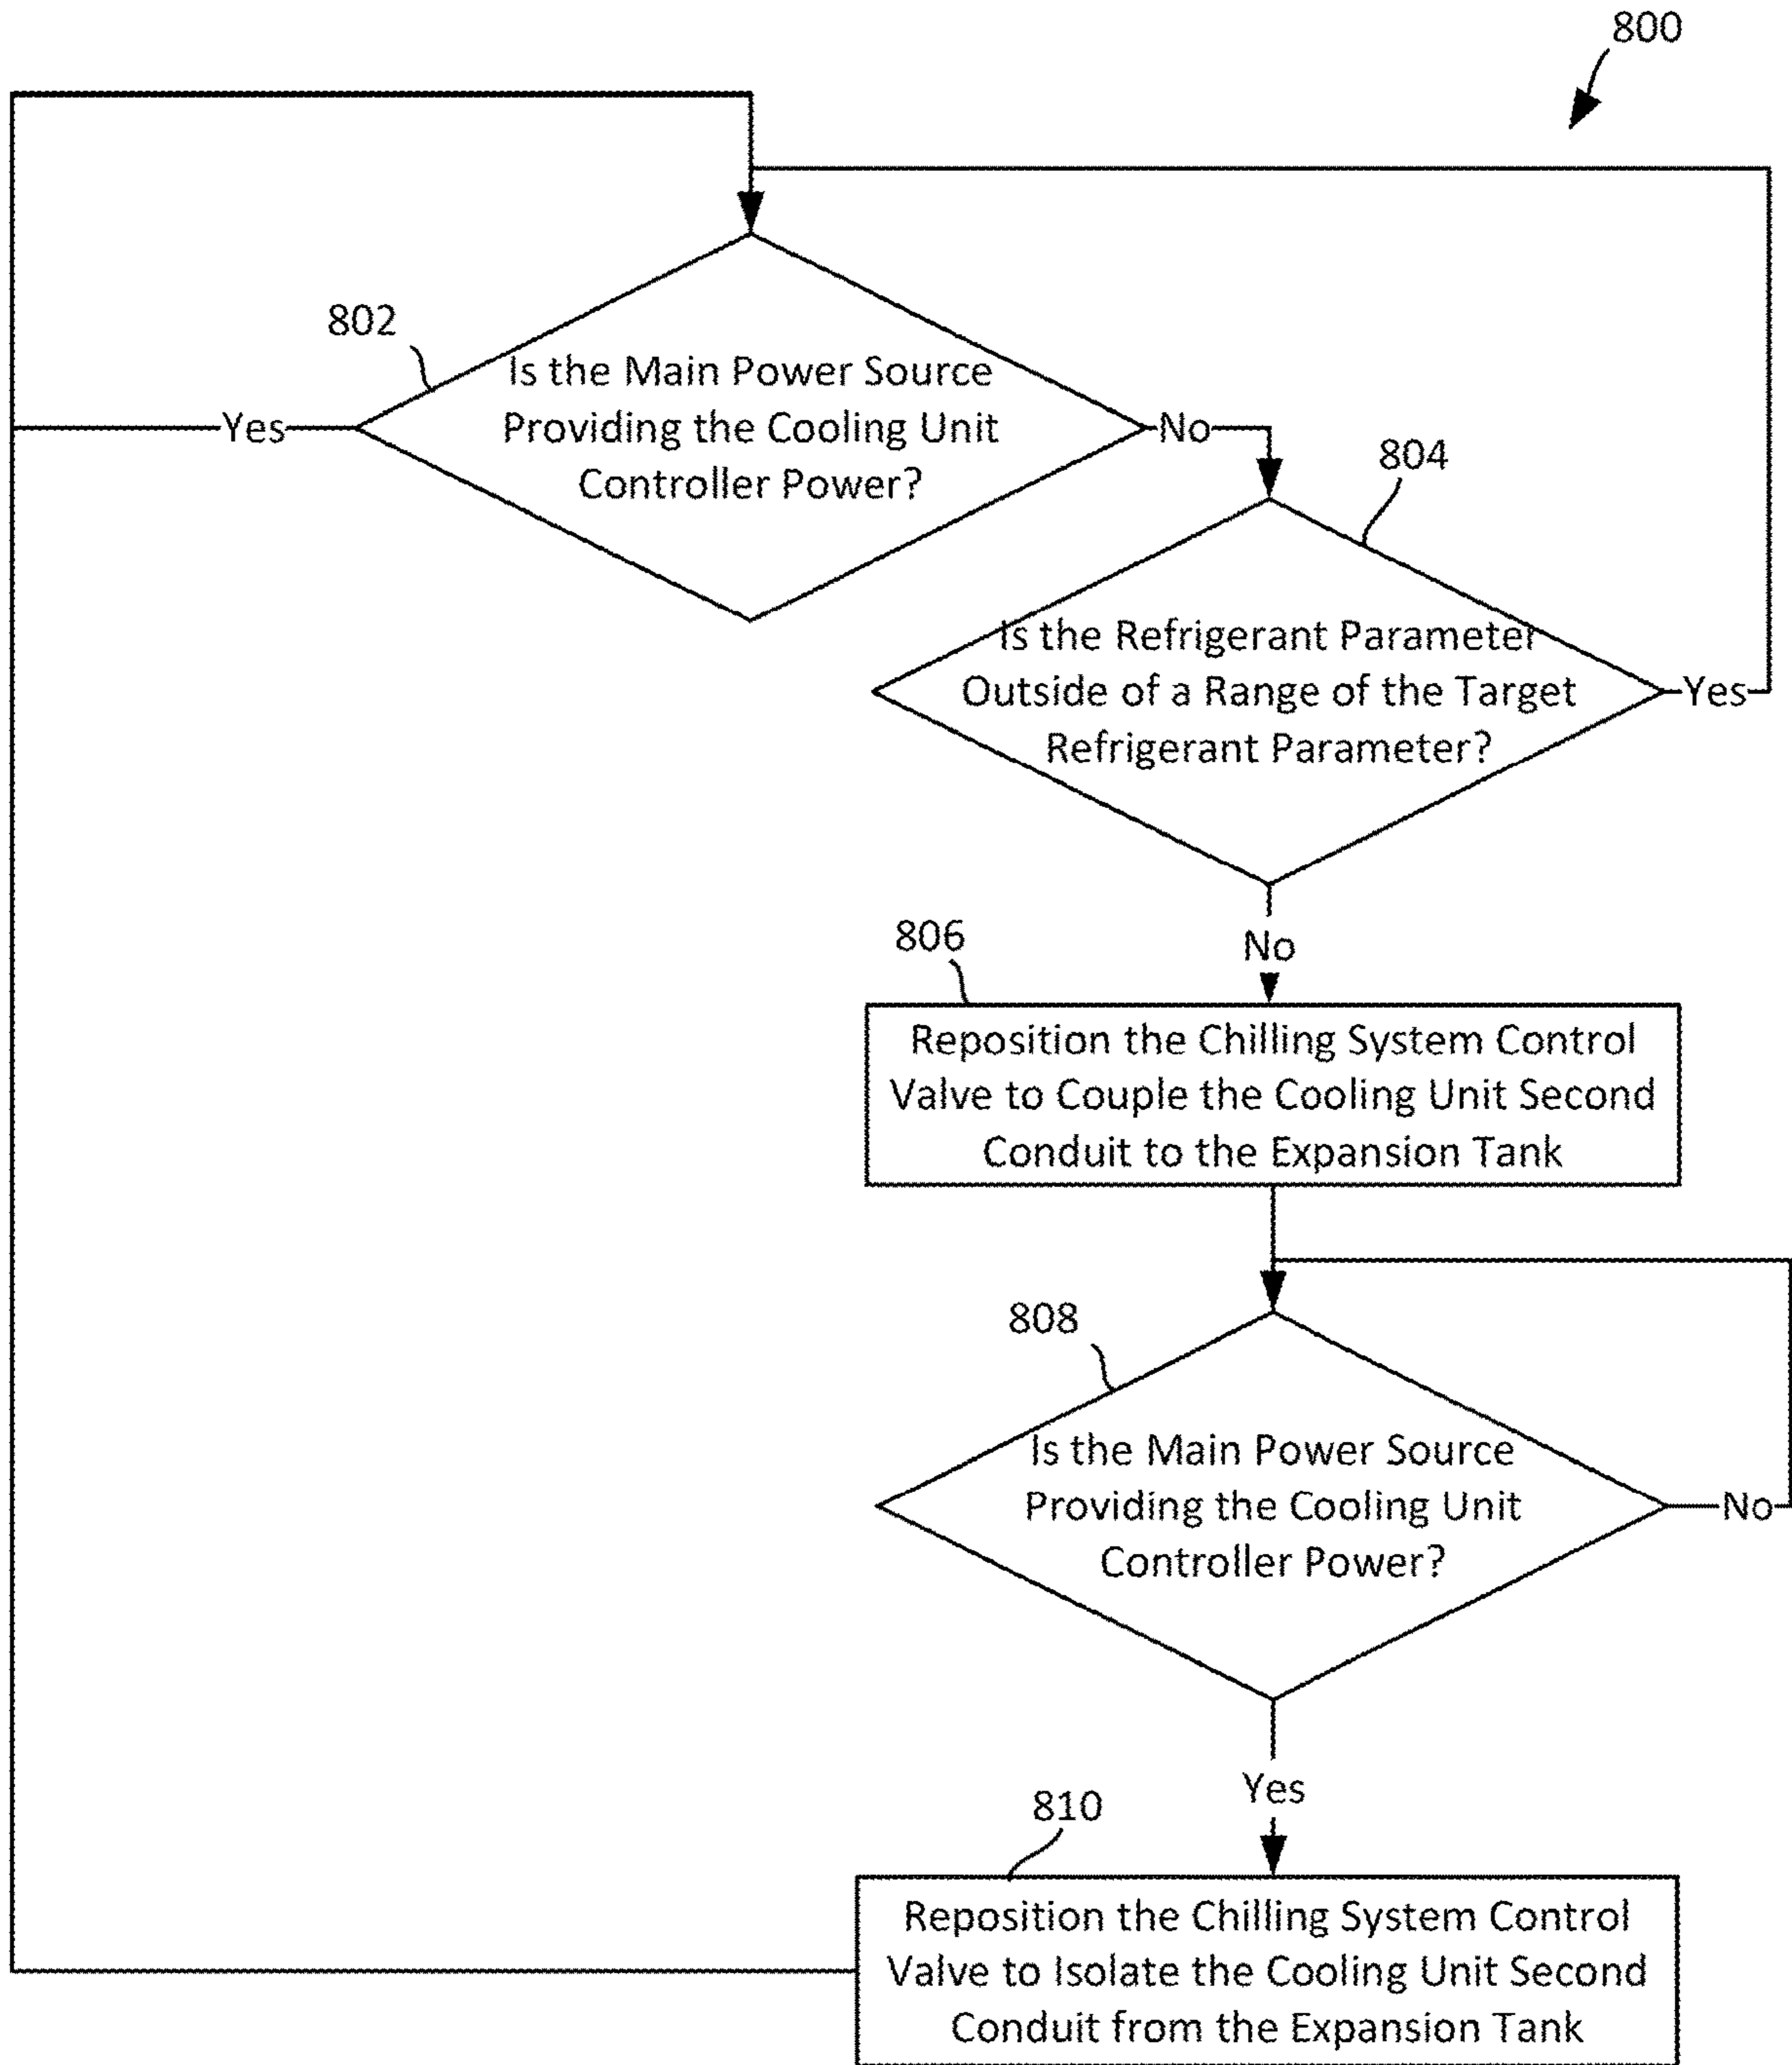 800
802
Is the Main Power Source
Providing the Cooling Unit
Controller Power?
Yes
No
804
Is the Refrigerant Parameter
Outside of a Range of the Target
Refrigerant Parameter?
Yes
No
806
Reposition the Chilling System Control
Valve to Couple the Cooling Unit Second
Conduit to the Expansion Tank
808
Is the Main Power Source
Providing the Cooling Unit
Controller Power?
No
Yes
810
Reposition the Chilling System Control
Valve to Isolate the Cooling Unit Second
Conduit from the Expansion Tank